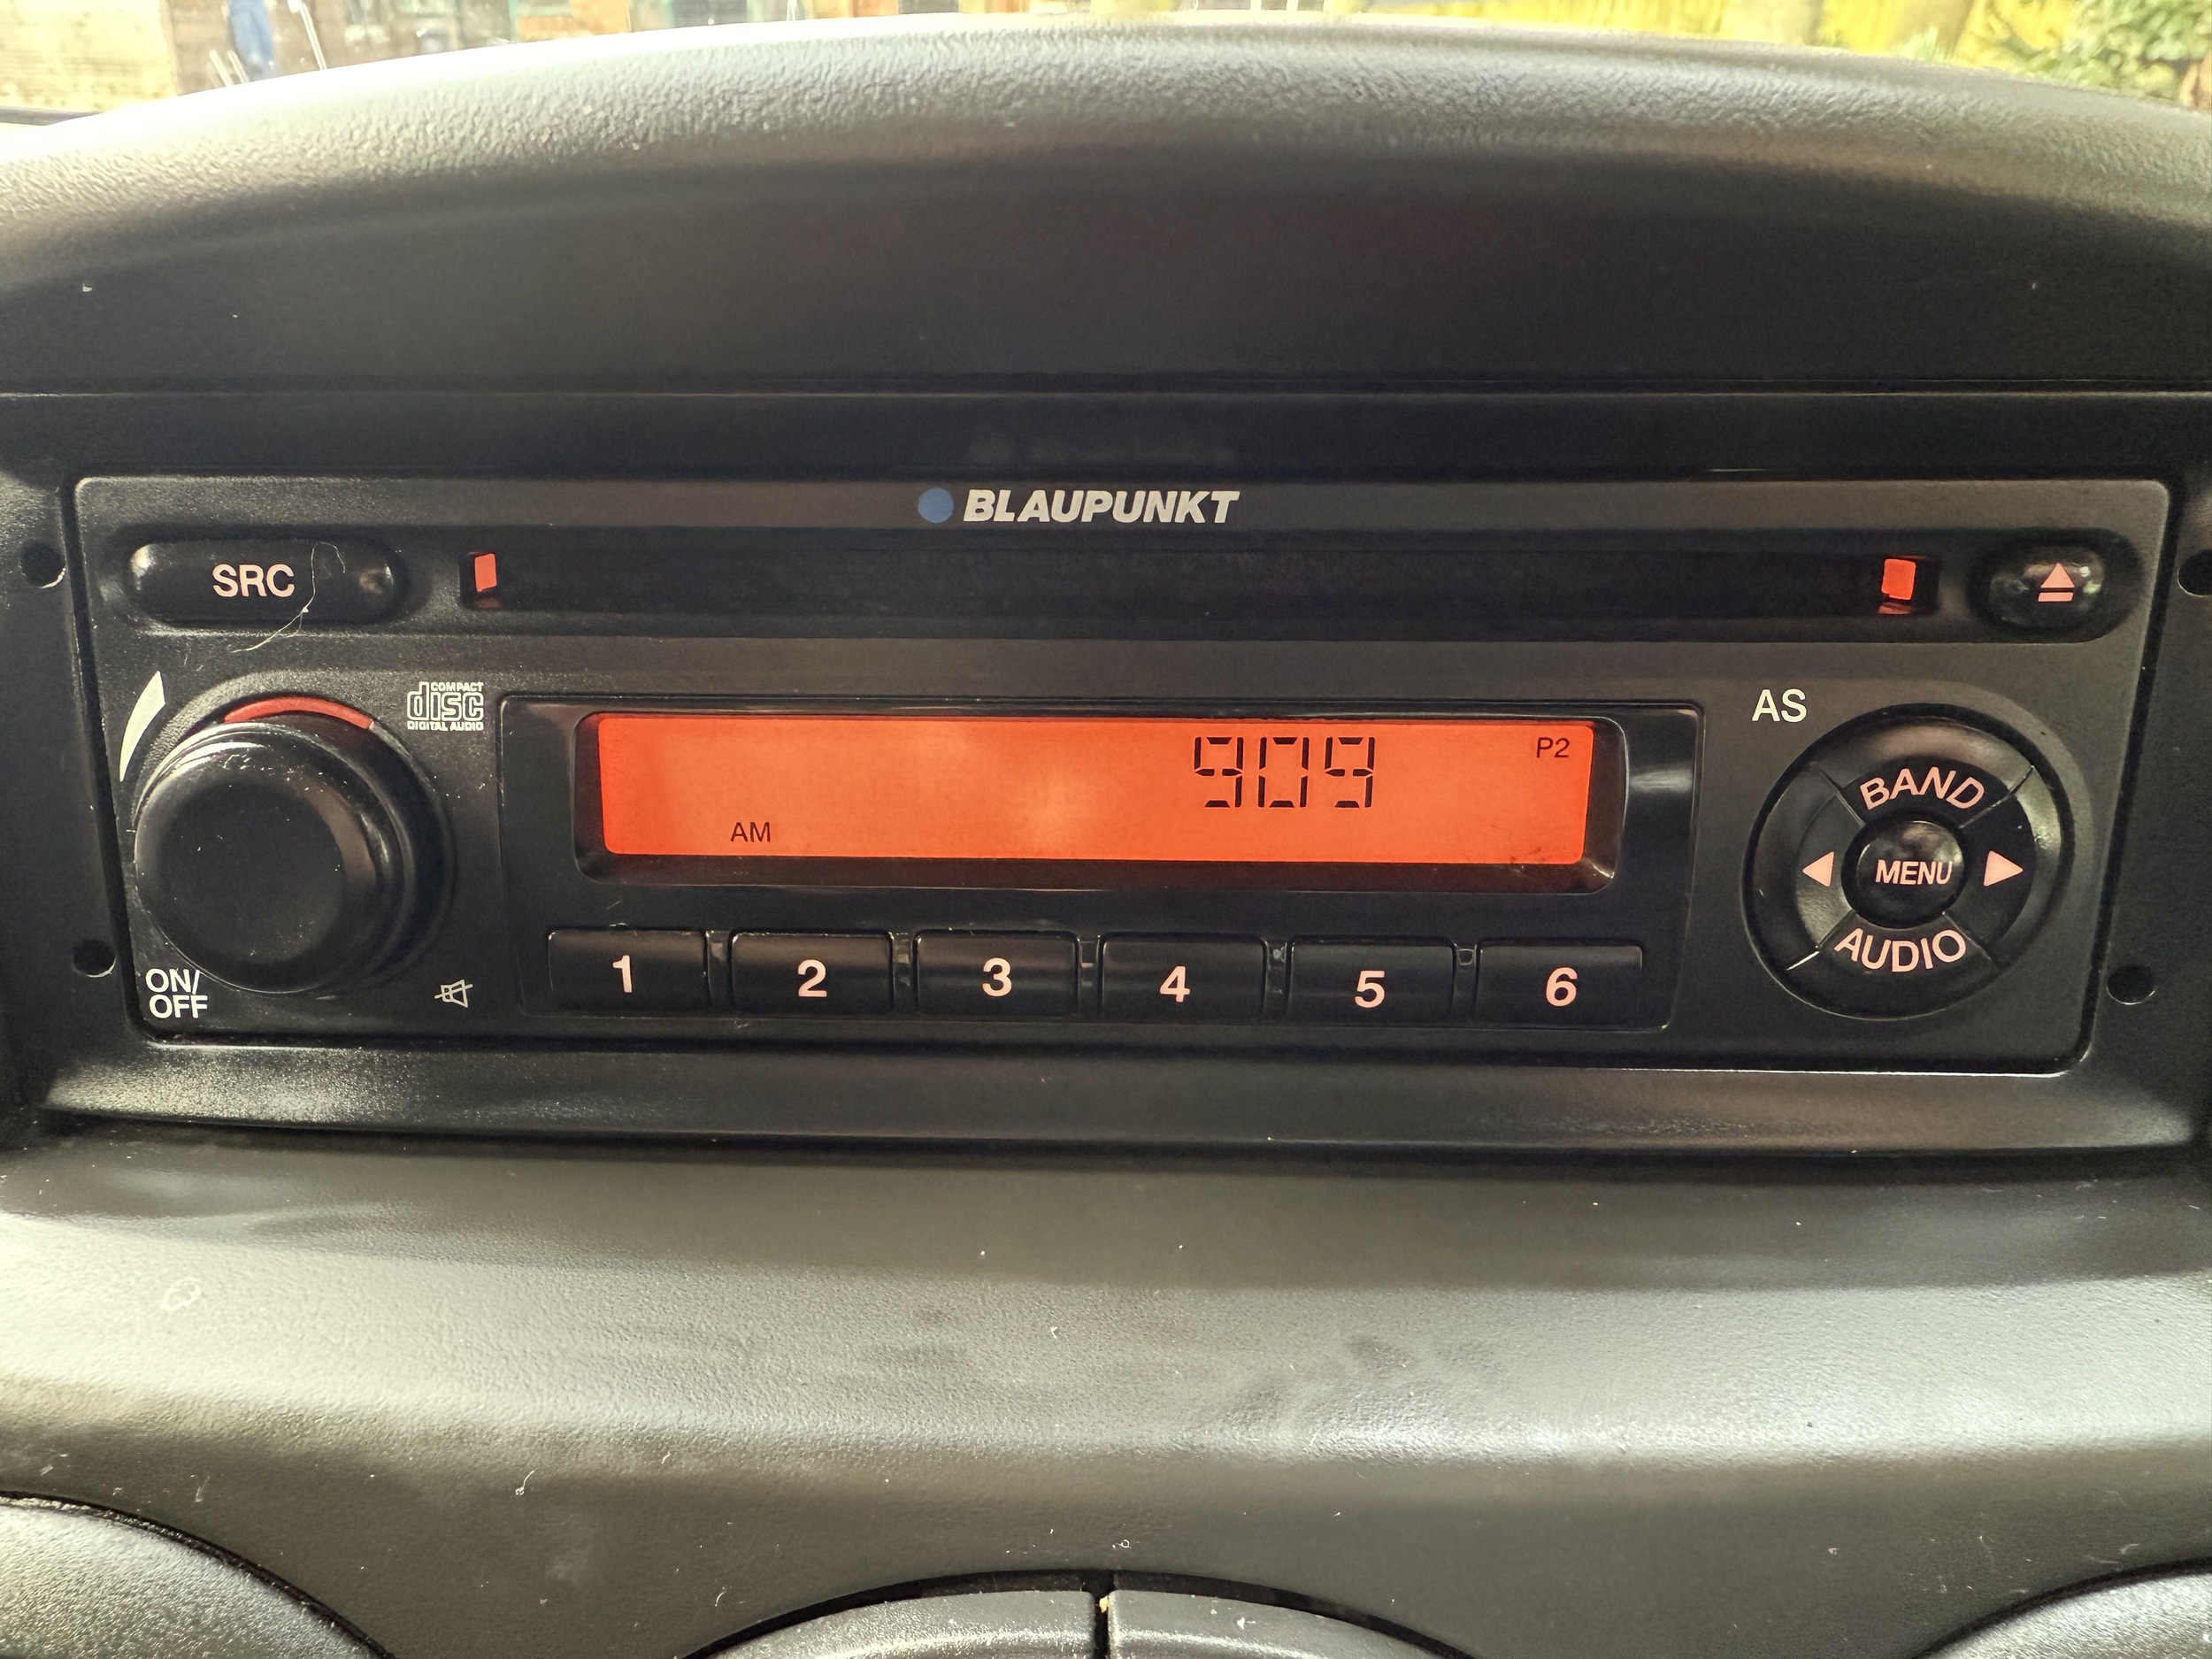 BLAUPUNKT
SRC
COMPACT
disc
DIGITAL AUDIO
909
P2
AM
AS
BAND
MENU
AUDIO
ON/
OFF
1 2 3 4 5 6